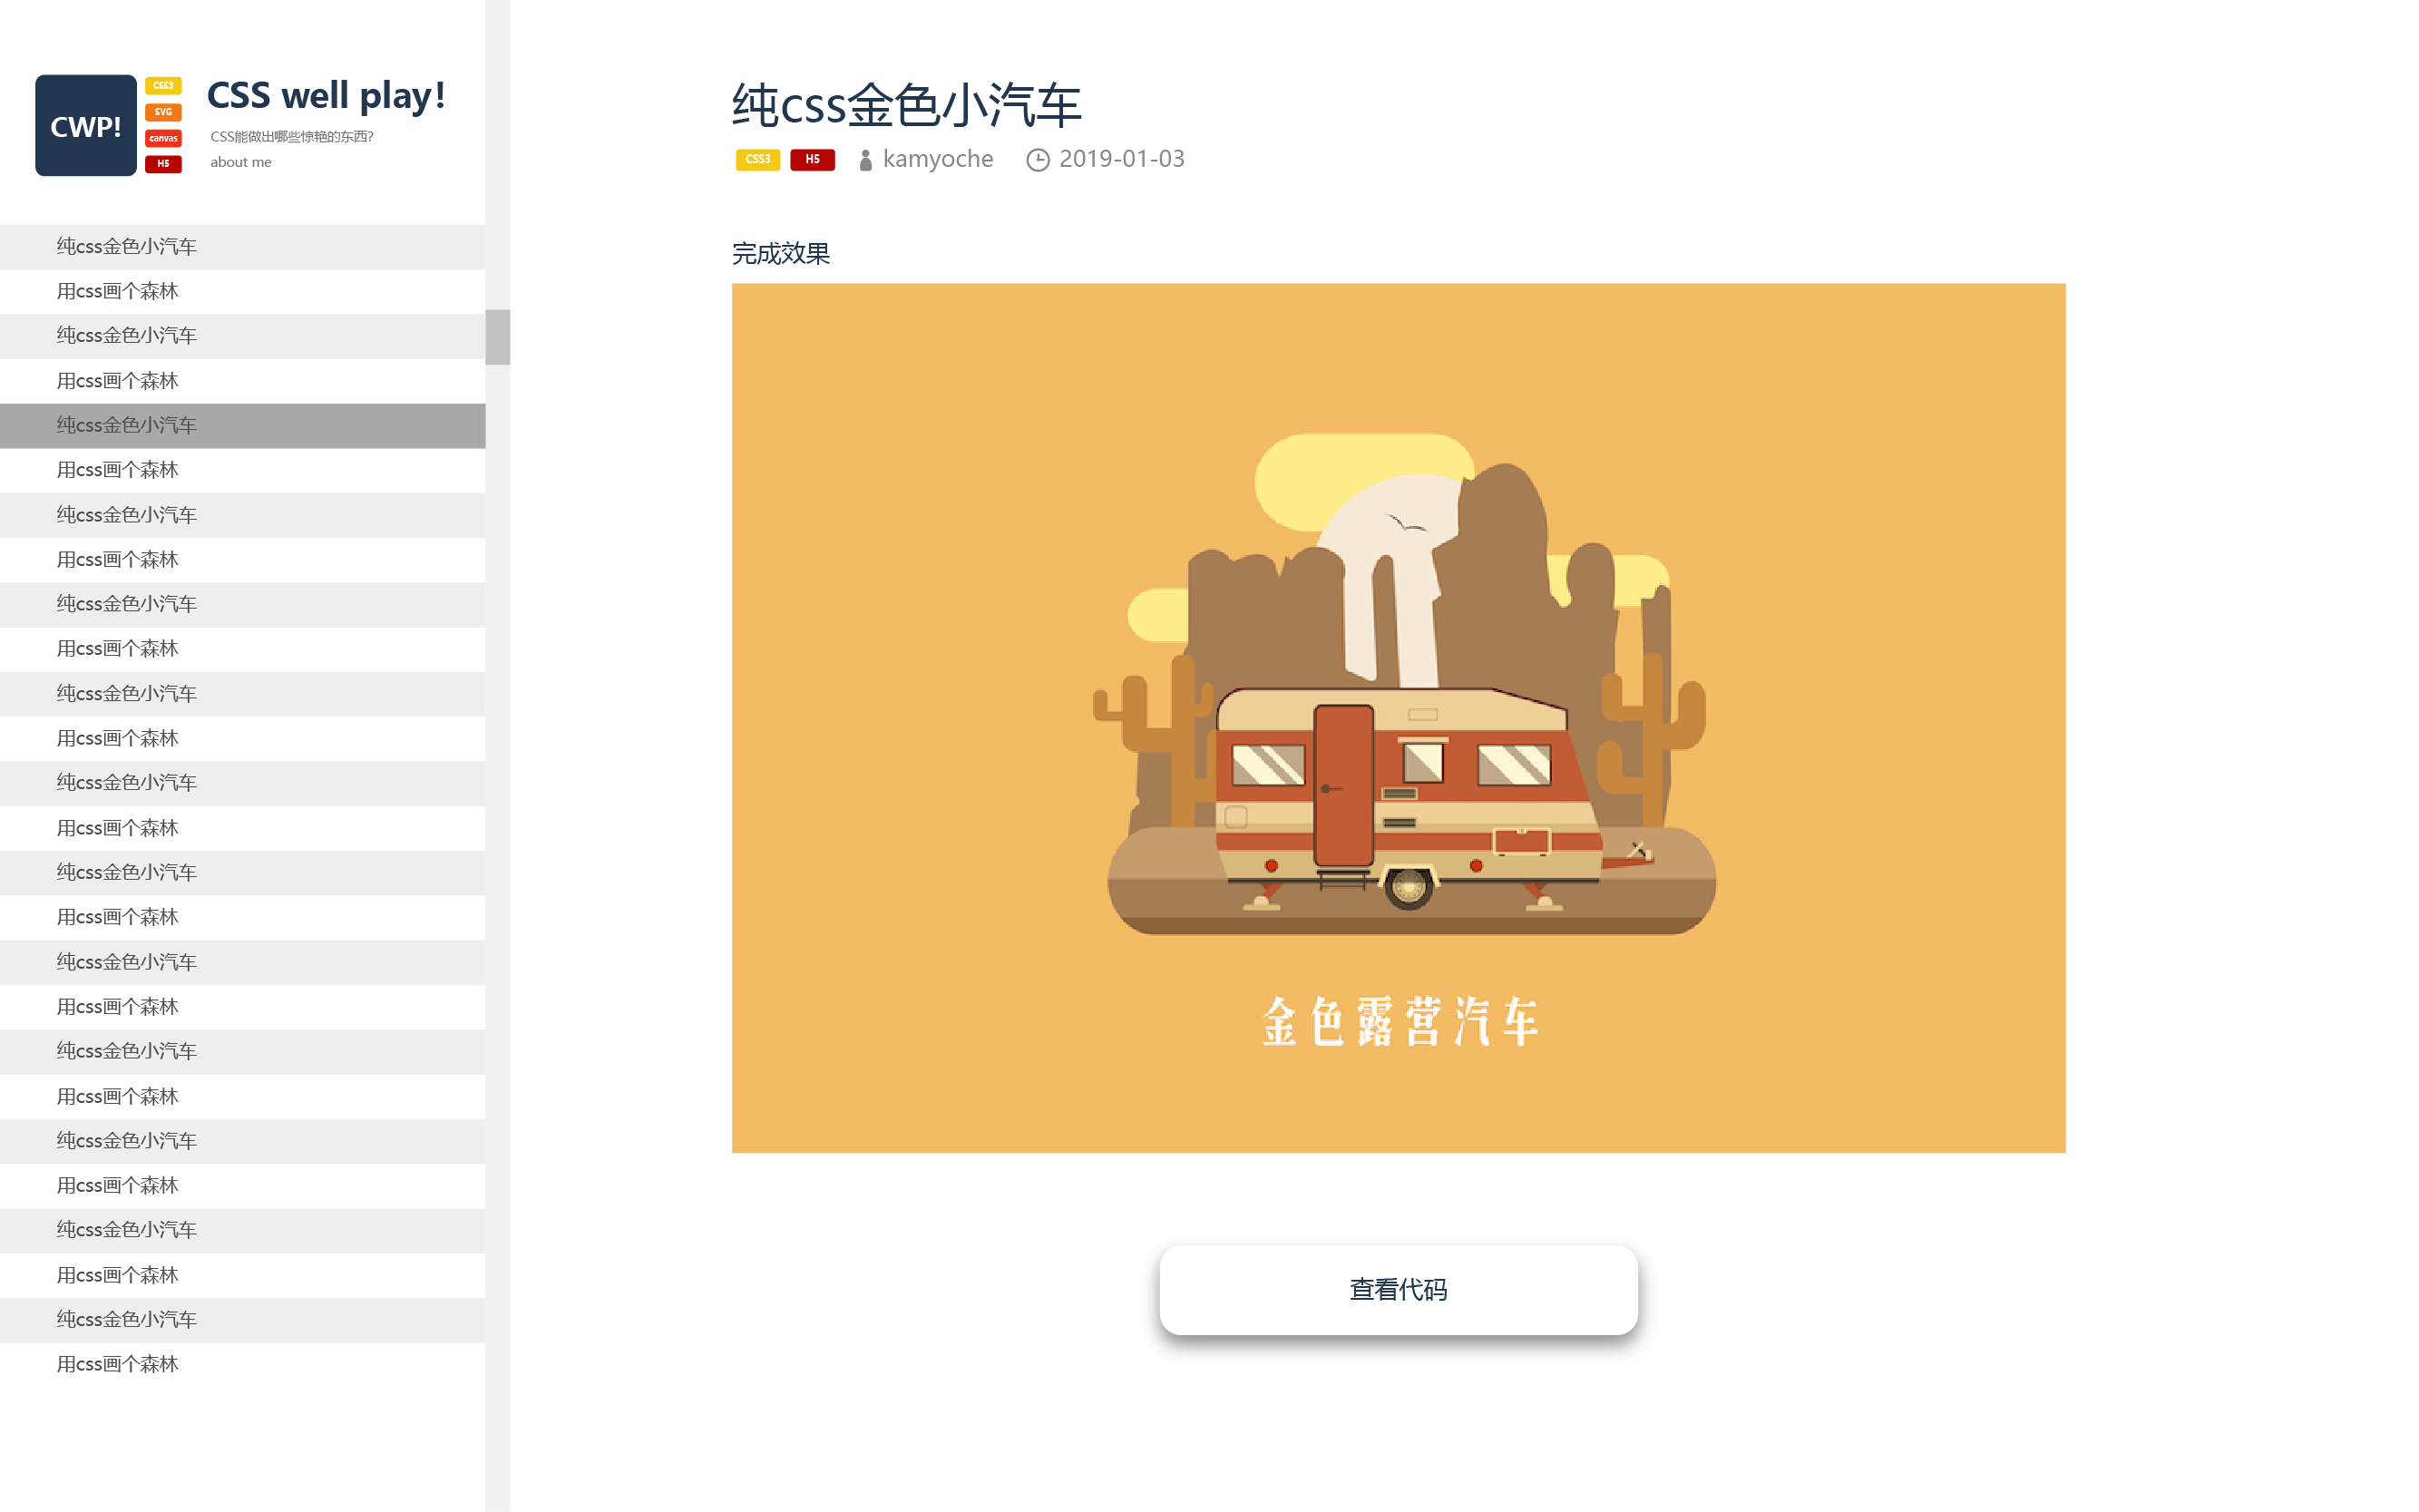 CWP!
CSS3
SVG
canvas
H5
CSS well play!
CSS能做出哪些惊艳的东西?
about me
纯css金色小汽车
用css画个森林
纯css金色小汽车
用css画个森林
纯css金色小汽车
用css画个森林
纯css金色小汽车
用css画个森林
纯css金色小汽车
用css画个森林
纯css金色小汽车
用css画个森林
纯css金色小汽车
用css画个森林
纯css金色小汽车
用css画个森林
纯css金色小汽车
用css画个森林
纯css金色小汽车
用css画个森林
纯css金色小汽车
用css画个森林
纯css金色小汽车
用css画个森林
纯css金色小汽车
用css画个森林
纯css金色小汽车
CSS3 H5 kamyoche 2019-01-03
完成效果
金色露营汽车
查看代码